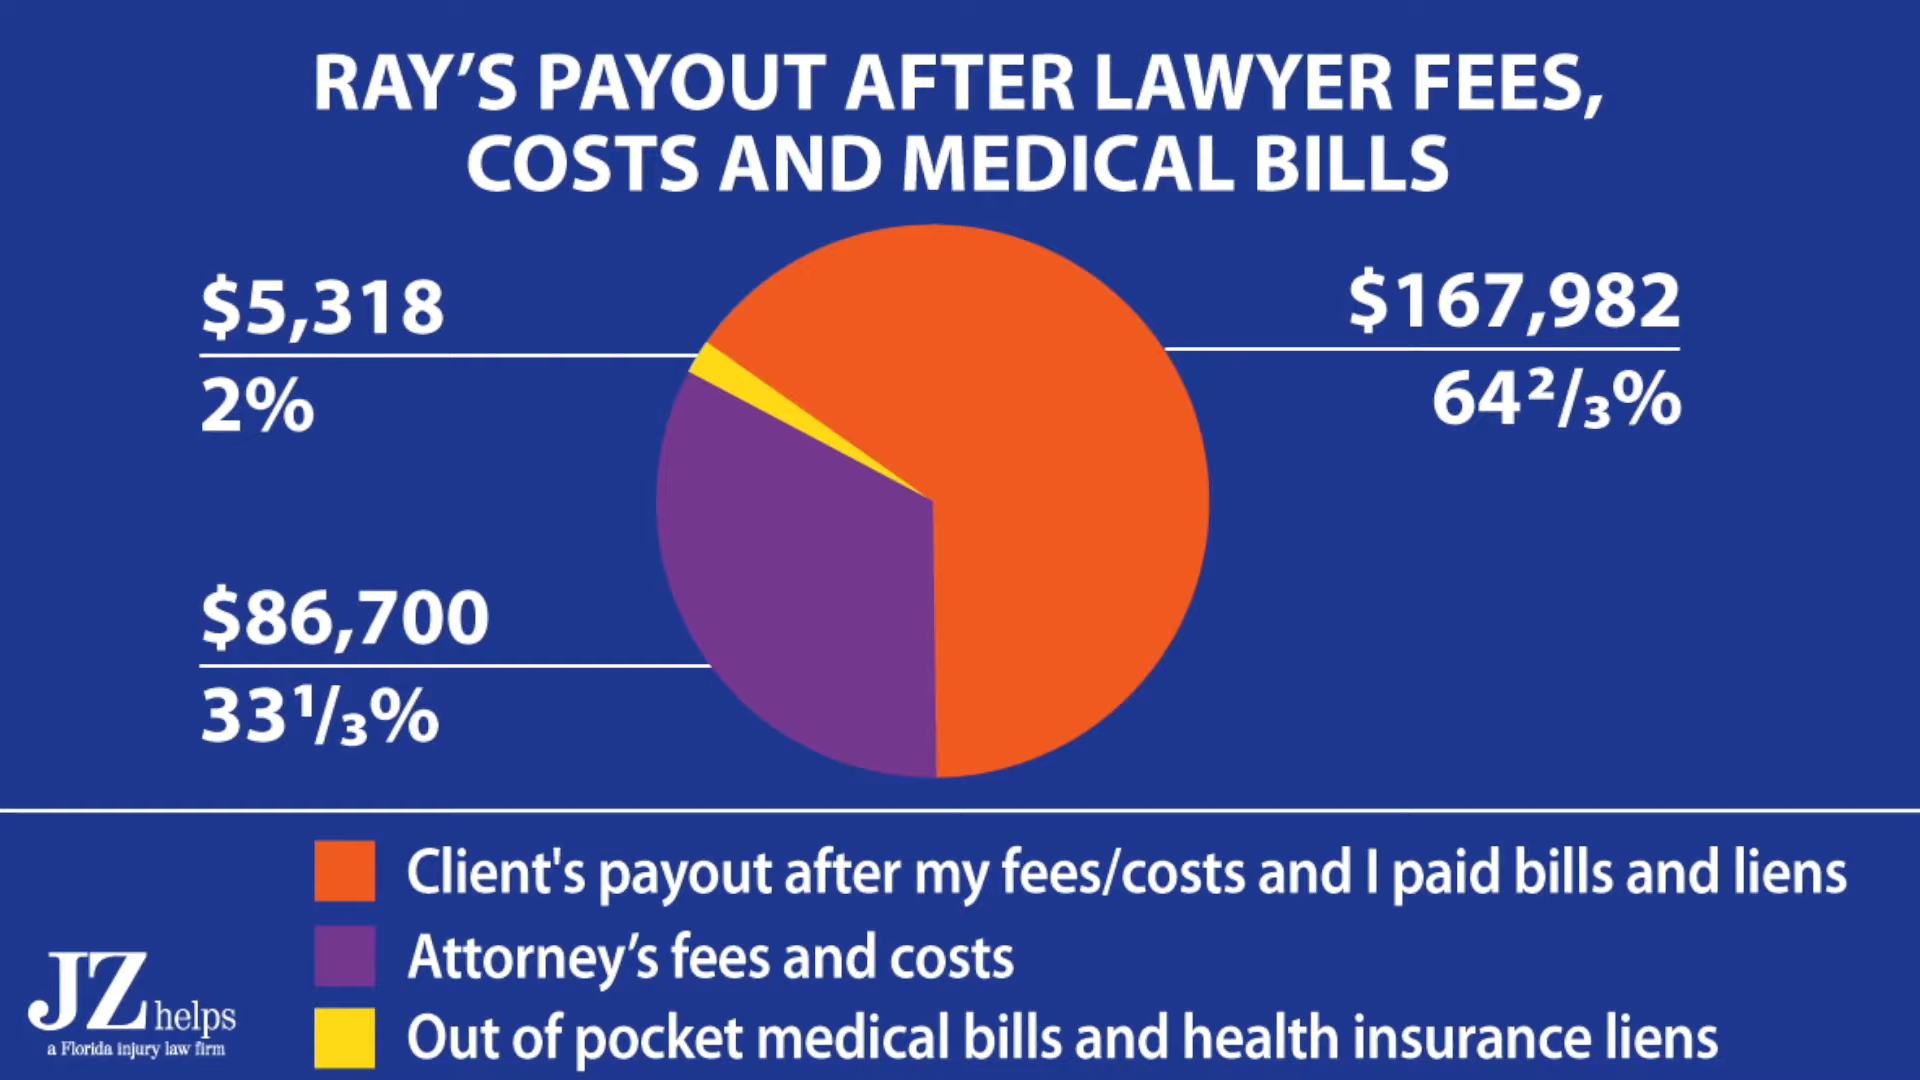 RAY’S PAYOUT AFTER LAWYER FEES,
COSTS AND MEDICAL BILLS
$5,318
2%
$167,982
64²/₃%
$86,700
33¹/₃%
Client's payout after my fees/costs and I paid bills and liens
Attorney’s fees and costs
Out of pocket medical bills and health insurance liens
JZ helps
a Florida injury law firm